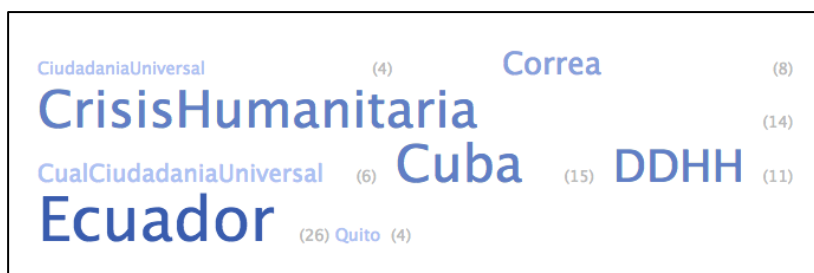 CiudadaniaUniversal (4) Correa (8)
CrisisHumanitaria (14)
CualCiudadaniaUniversal (6) Cuba (15) DDHH (11)
Ecuador (26) Quito (4)